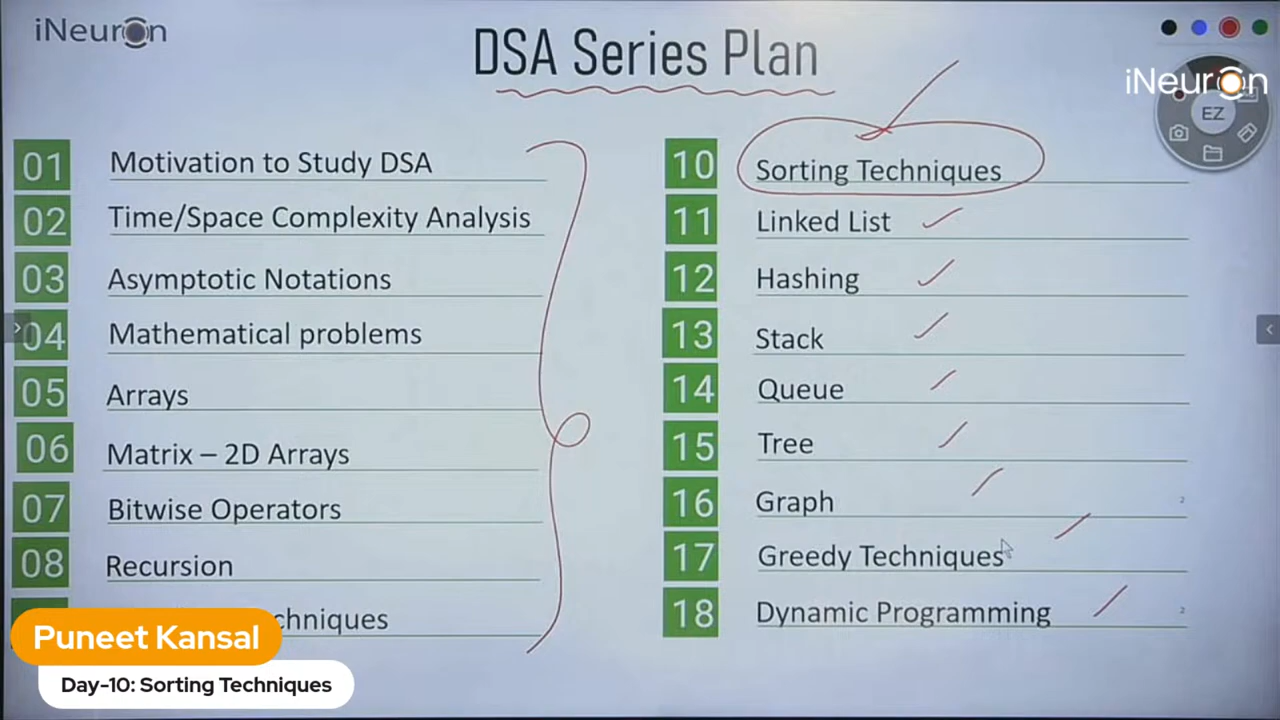 iNeuron
DSA Series Plan
iNeuron
EZ
01 Motivation to Study DSA
02 Time/Space Complexity Analysis
03 Asymptotic Notations
04 Mathematical problems
05 Arrays
06 Matrix – 2D Arrays
07 Bitwise Operators
08 Recursion
chniques
10 Sorting Techniques
11 Linked List
12 Hashing
13 Stack
14 Queue
15 Tree
16 Graph
2
17 Greedy Techniques
18 Dynamic Programming
2
Puneet Kansal
Day-10: Sorting Techniques